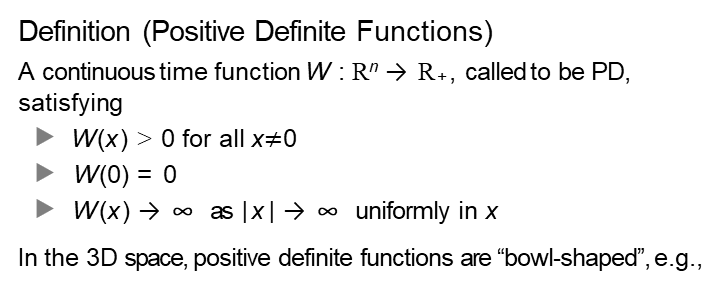 Definition (Positive Definite Functions)
A continuous time function W : Rⁿ → R₊, called to be PD,
satisfying
▶ W(x) > 0 for all x≠0
▶ W(0) = 0
▶ W(x) → ∞ as |x| → ∞ uniformly in x
In the 3D space, positive definite functions are “bowl-shaped”, e.g.,